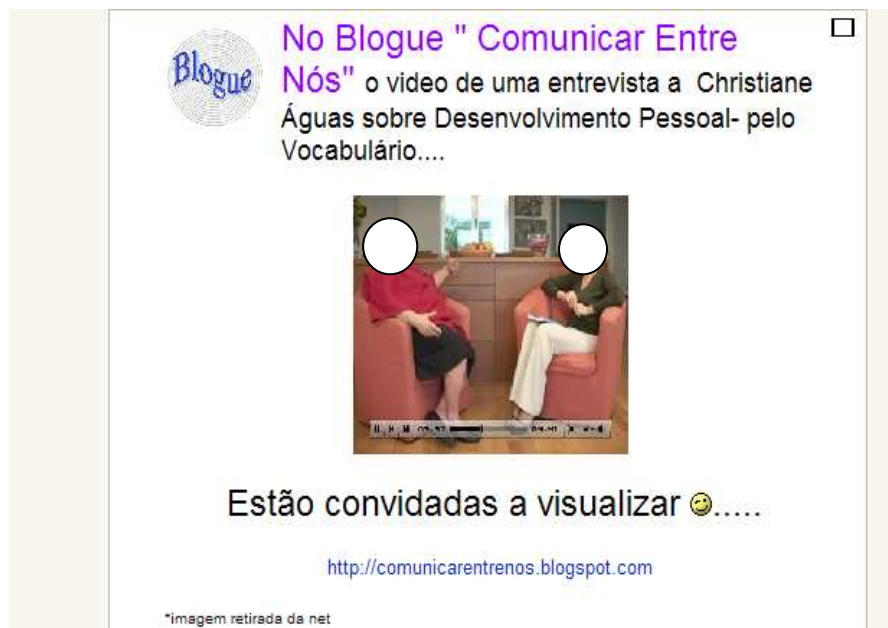 Blogue
No Blogue " Comunicar Entre
Nós" o video de uma entrevista a Christiane
Águas sobre Desenvolvimento Pessoal- pelo
Vocabulário....
Estão convidadas a visualizar .....
http://comunicarentrenos.blogspot.com
*imagem retirada da net